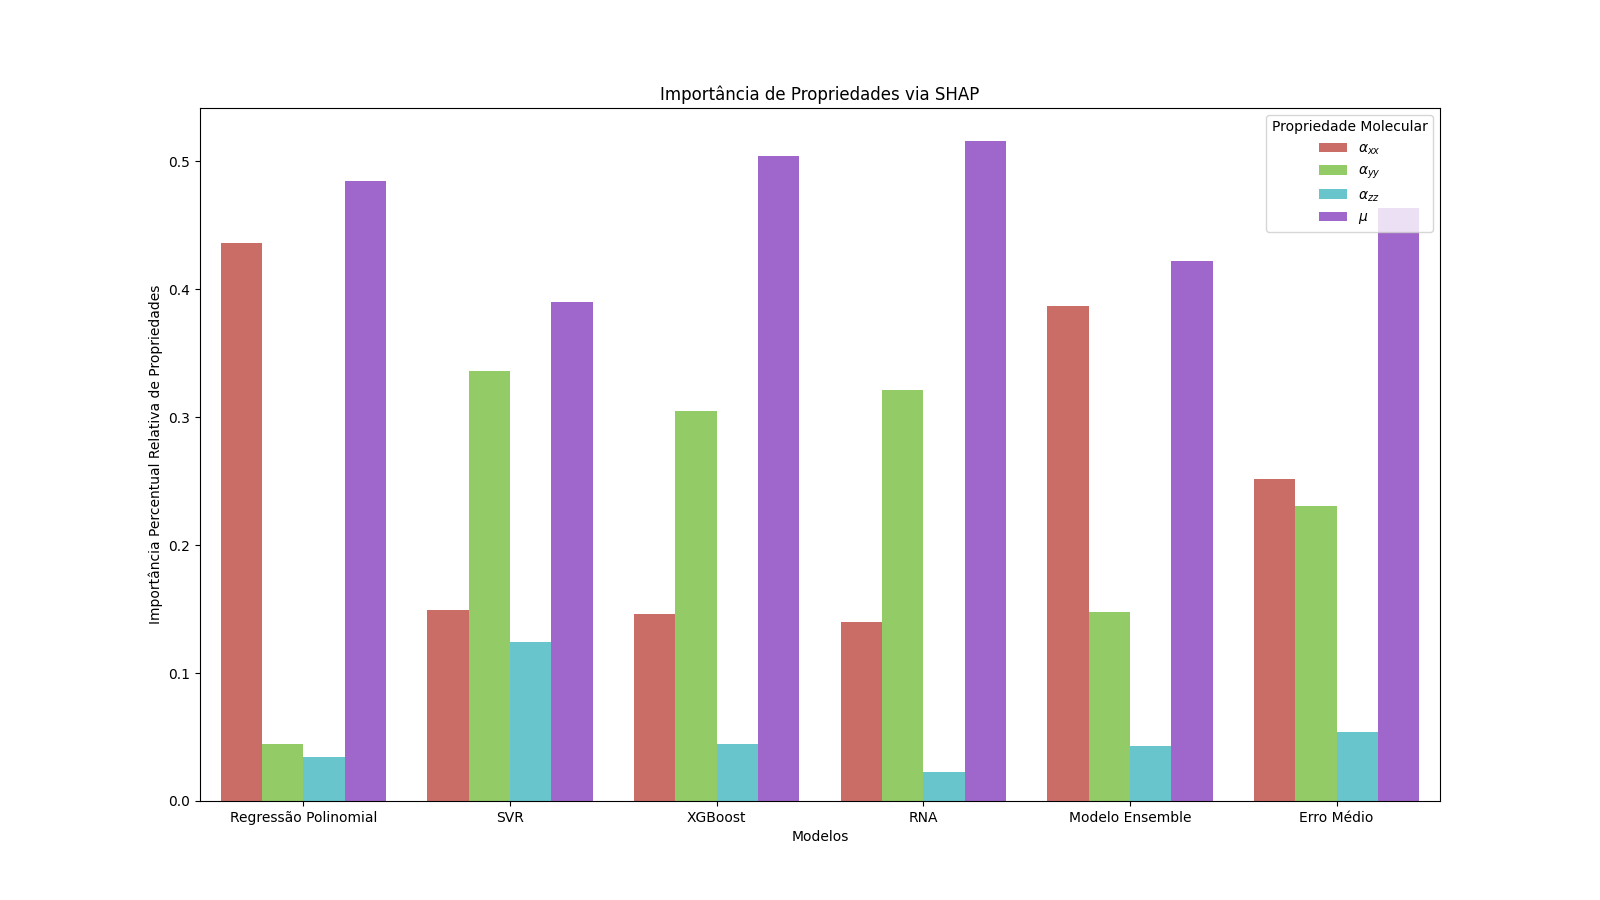 Importância de Propriedades via SHAP
Propriedade Molecular
αxx
αyy
αzz
μ
Importância Percentual Relativa de Propriedades
0.5
0.4
0.3
0.2
0.1
0.0
Regressão Polinomial
SVR
XGBoost
RNA
Modelo Ensemble
Erro Médio
Modelos